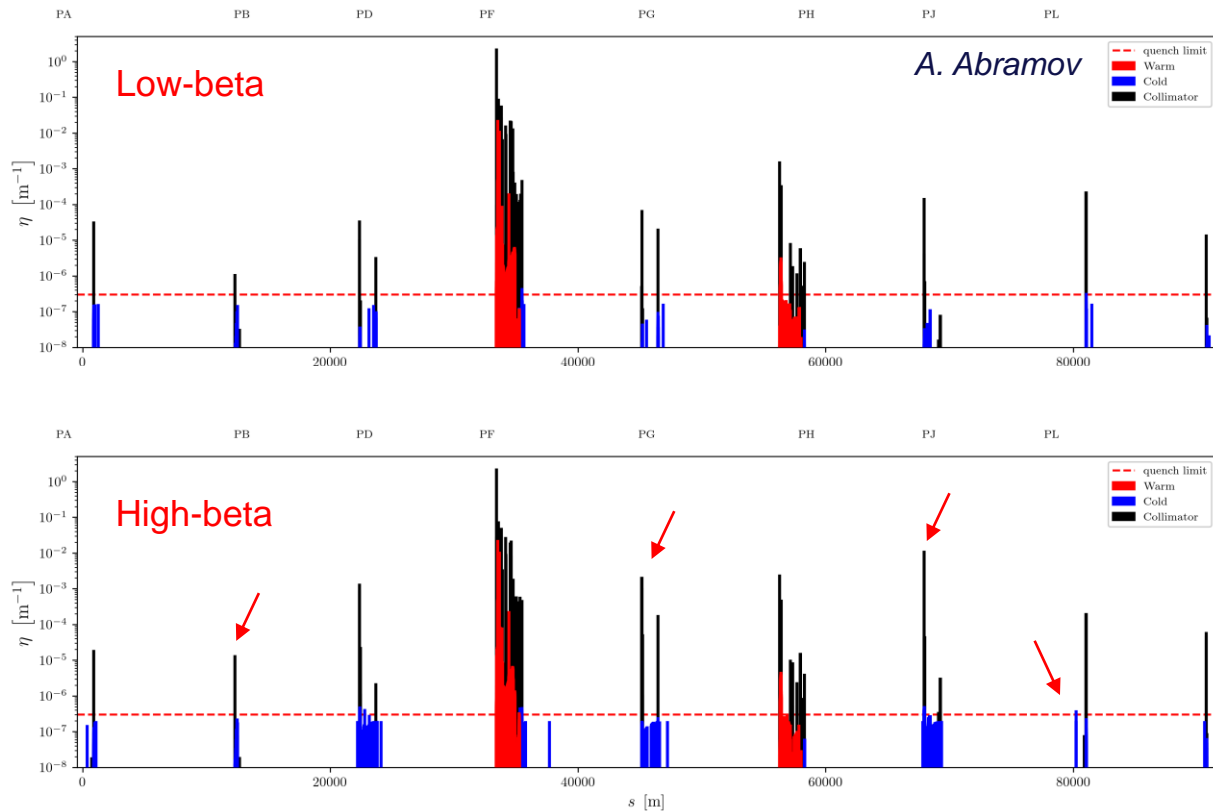 PA PB PD PF PG PH PJ PL
Low-beta
A. Abramov
quench limit
Warm
Cold
Collimator
η [m⁻¹]
10⁰
10⁻¹
10⁻²
10⁻³
10⁻⁴
10⁻⁵
10⁻⁶
10⁻⁷
10⁻⁸
0 20000 40000 60000 80000
PA PB PD PF PG PH PJ PL
High-beta
quench limit
Warm
Cold
Collimator
η [m⁻¹]
10⁰
10⁻¹
10⁻²
10⁻³
10⁻⁴
10⁻⁵
10⁻⁶
10⁻⁷
10⁻⁸
0 20000 40000 60000 80000
s [m]